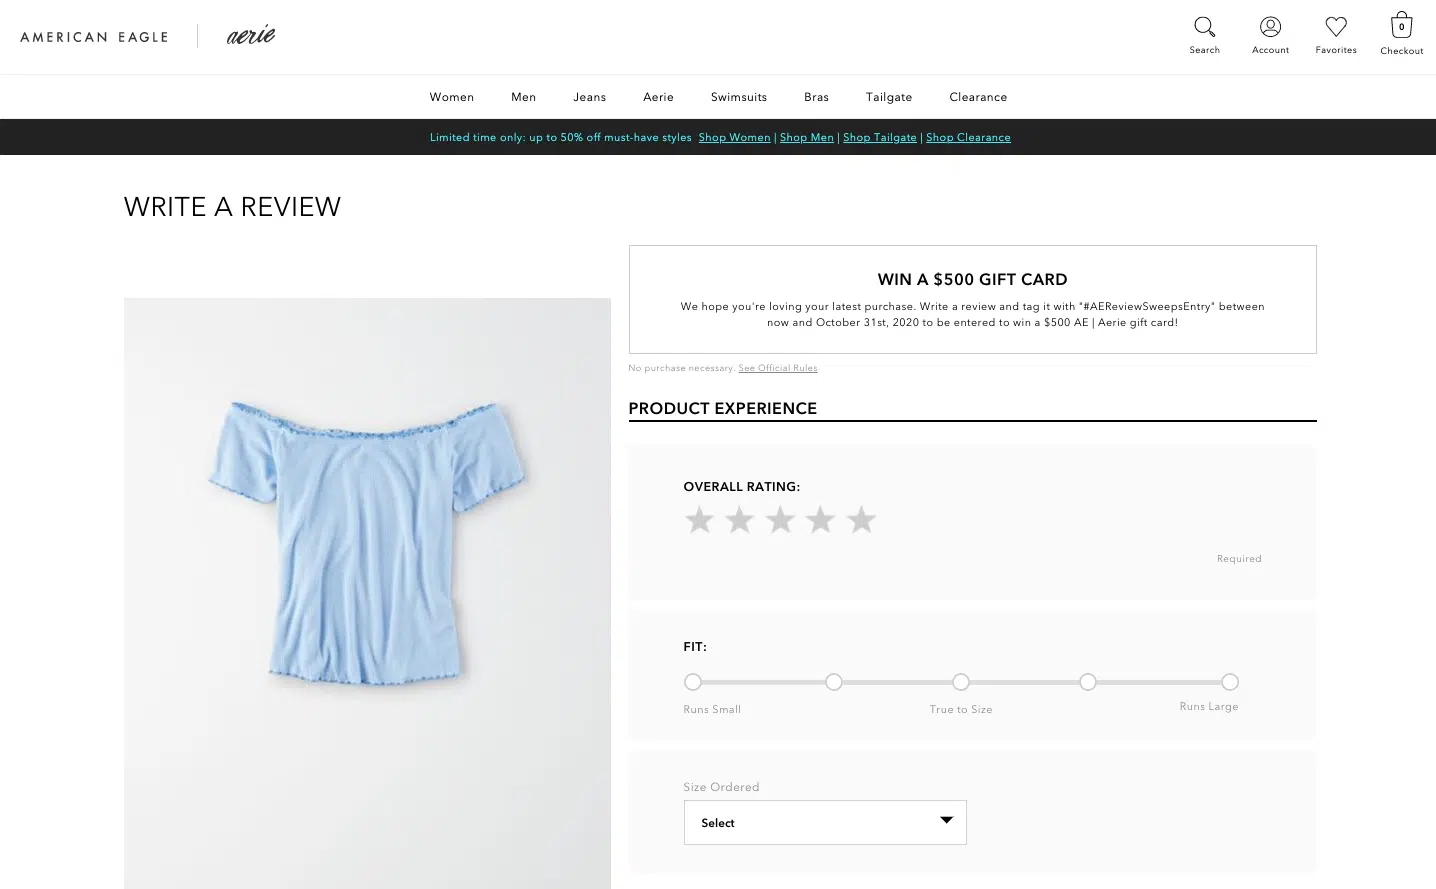 AMERICAN EAGLE
aerie
Search
Account
Favorites
0
Checkout
Women
Men
Jeans
Aerie
Swimsuits
Bras
Tailgate
Clearance
Limited time only: up to 50% off must-have styles Shop Women | Shop Men | Shop Tailgate | Shop Clearance
WRITE A REVIEW
WIN A $500 GIFT CARD
We hope you're loving your latest purchase. Write a review and tag it with "#AEReviewSweepsEntry" between
now and October 31st, 2020 to be entered to win a $500 AE | Aerie gift card!
No purchase necessary. See Official Rules
PRODUCT EXPERIENCE
OVERALL RATING:
Required
FIT:
Runs Small
True to Size
Runs Large
Size Ordered
Select